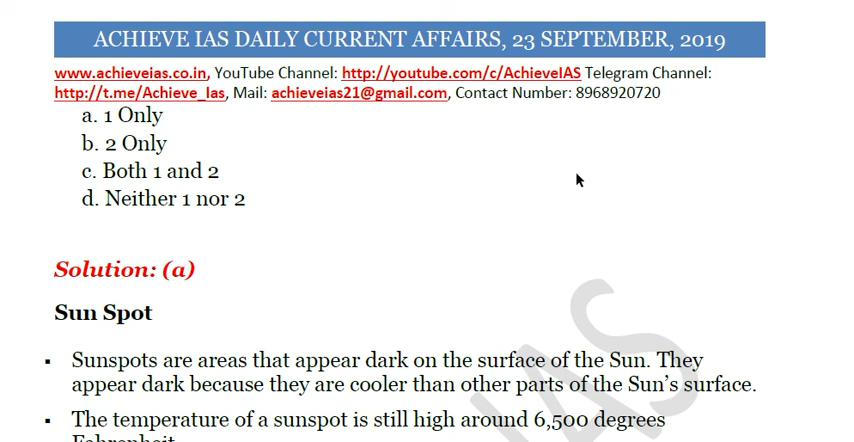 ACHIEVE IAS DAILY CURRENT AFFAIRS, 23 SEPTEMBER, 2019
www.achieveias.co.in, YouTube Channel: http://youtube.com/c/AchieveIAS Telegram Channel:
http://t.me/Achieve_Ias, Mail: achieveias21@gmail.com, Contact Number: 8968920720
a. 1 Only
b. 2 Only
c. Both 1 and 2
d. Neither 1 nor 2
Solution: (a)
Sun Spot
▪ Sunspots are areas that appear dark on the surface of the Sun. They
appear dark because they are cooler than other parts of the Sun's surface.
▪ The temperature of a sunspot is still high around 6,500 degrees
Fahrenheit
IAS